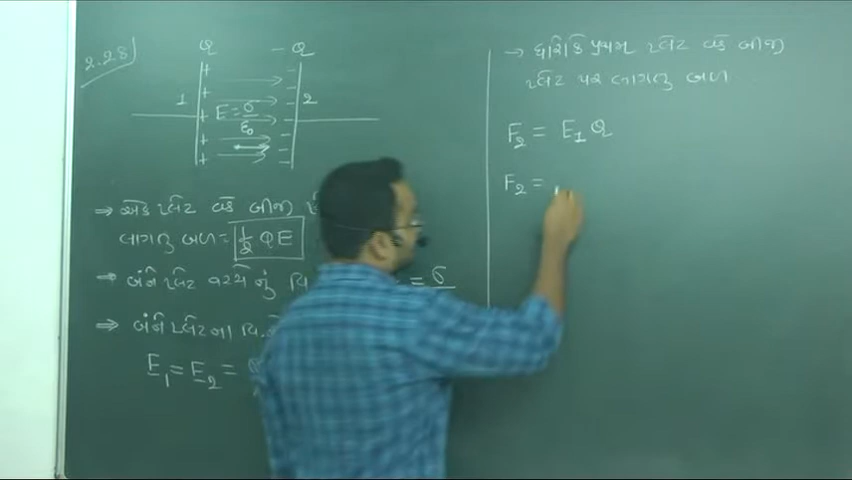 2.28
Q - Q
1 E = σ/ε₀ 2
⇒ એક પ્લેટ વડે બીજી
લાગતુ બળ = 1/2 QE
⇒ બંને પ્લેટ વચ્ચે નું વિ. = σ
⇒ બંને પ્લેટના વિ.
E₁ = E₂ =
→ ધારોકે પ્રથમ પ્લેટ વડે બીજી
પ્લેટ પર લાગતુ બળ
F₂ = E₁ Q
F₂ =